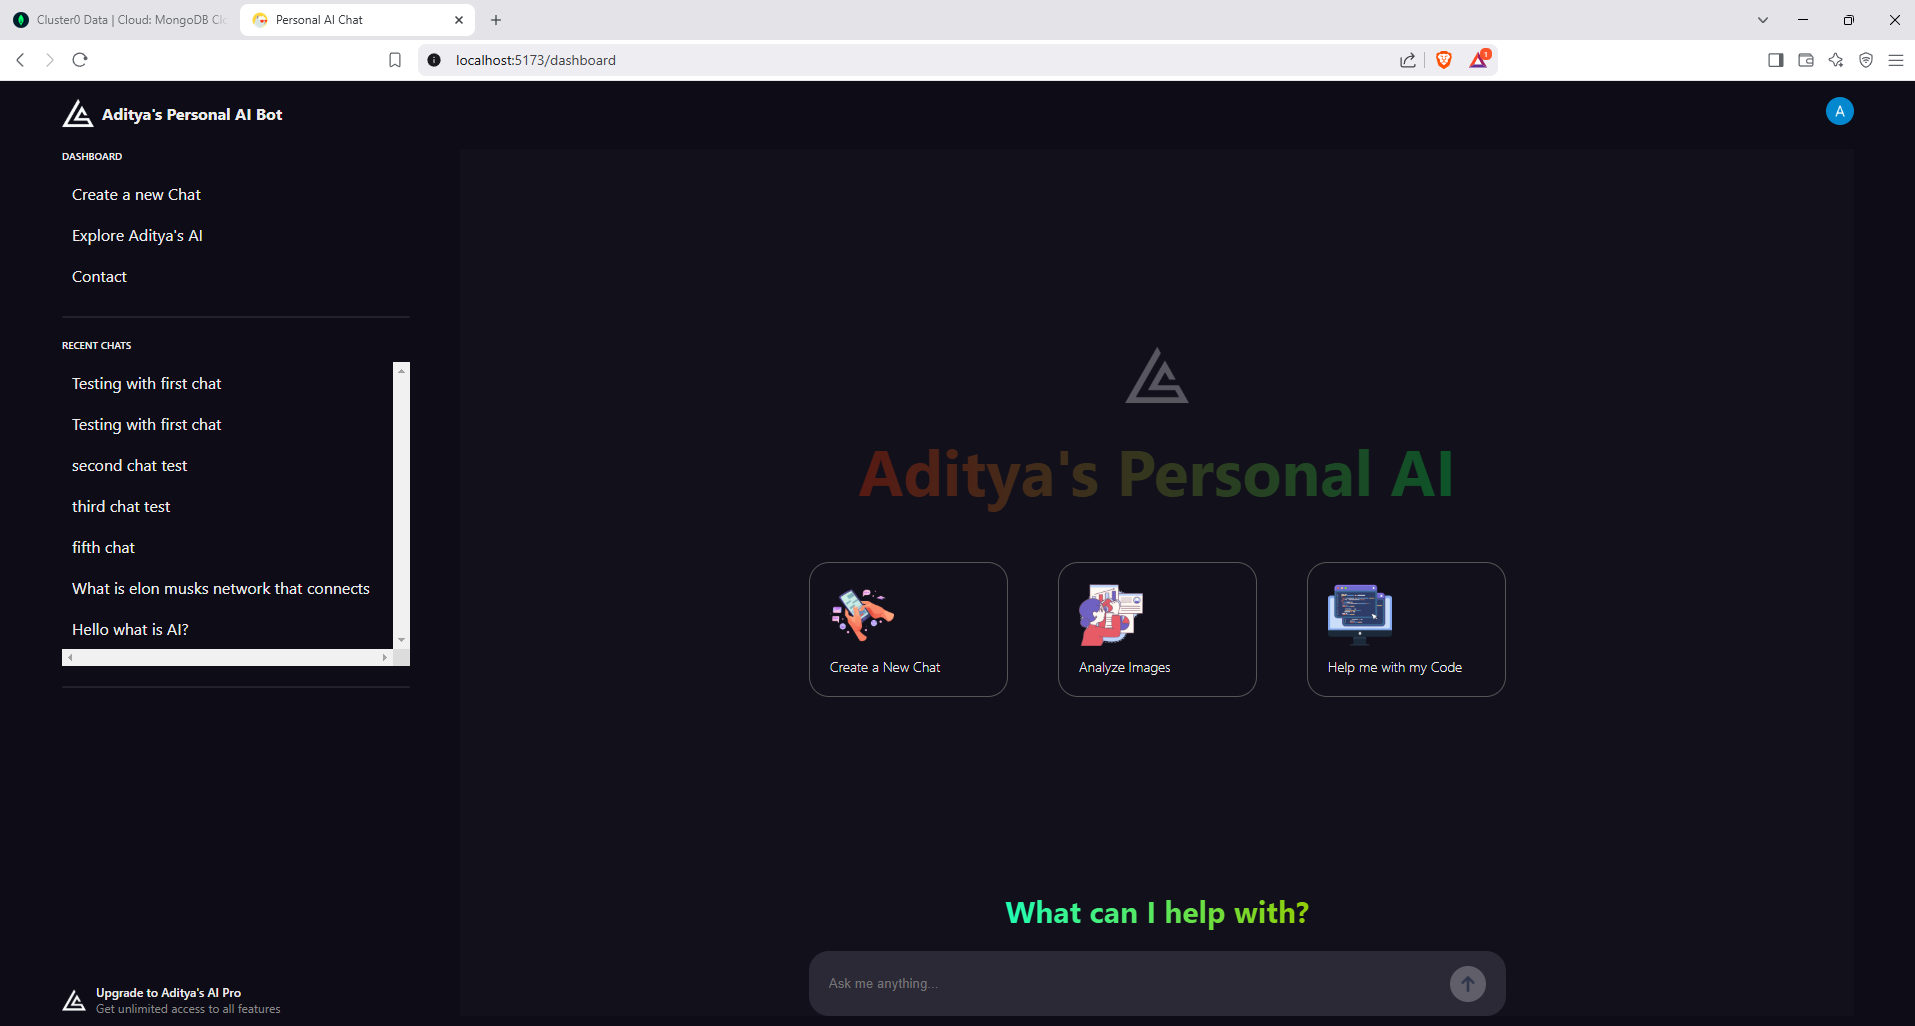 Cluster0 Data | Cloud: MongoDB Clo
Personal AI Chat
localhost:5173/dashboard
1
Aditya's Personal AI Bot
A
DASHBOARD
Create a new Chat
Explore Aditya's AI
Contact
RECENT CHATS
Testing with first chat
Testing with first chat
second chat test
third chat test
fifth chat
What is elon musks network that connects
Hello what is AI?
Upgrade to Aditya's AI Pro
Get unlimited access to all features
Aditya's Personal AI
Create a New Chat
Analyze Images
Help me with my Code
What can I help with?
Ask me anything...